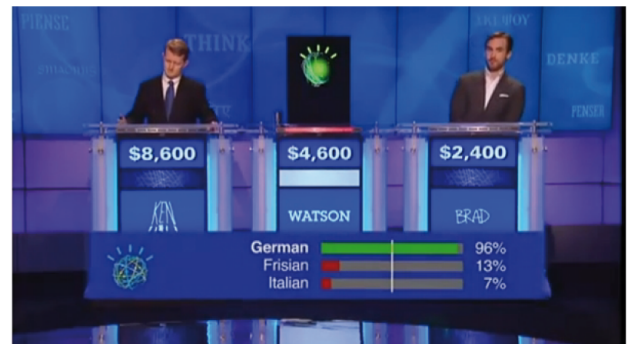 PIENSE
THINK
DENKE
PENSER
$8,600
$4,600
$2,400
KEN
WATSON
BRAD
German 96%
Frisian 13%
Italian 7%